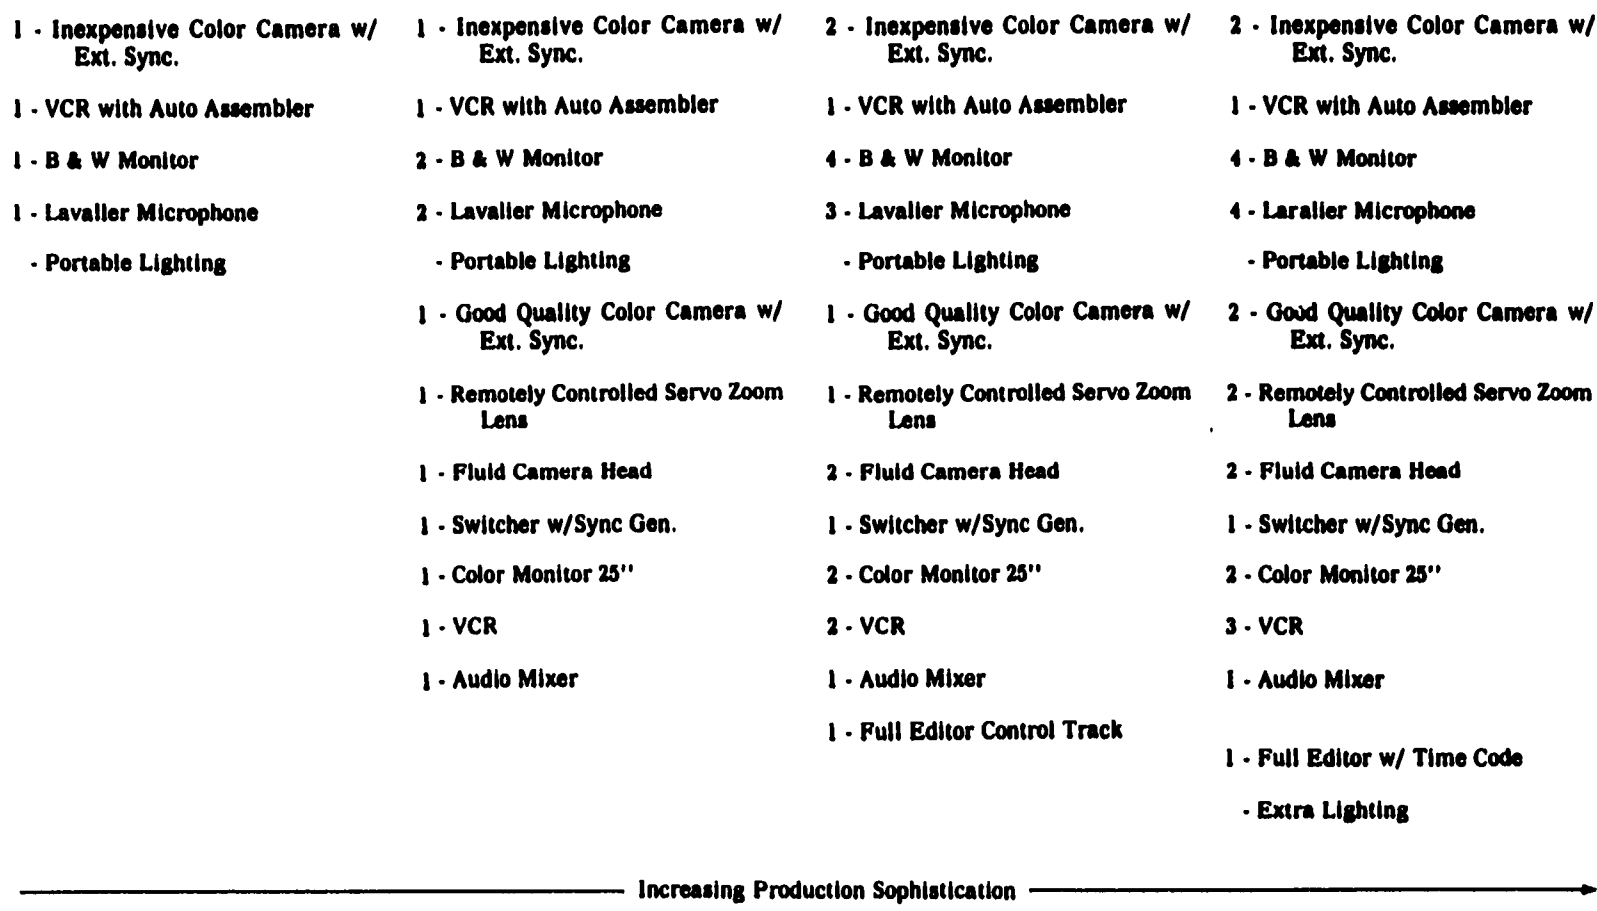 1 - Inexpensive Color Camera w/
Ext. Sync.
1 - VCR with Auto Assembler
1 - B & W Monitor
1 - Lavalier Microphone
- Portable Lighting
1 - Inexpensive Color Camera w/
Ext. Sync.
1 - VCR with Auto Assembler
2 - B & W Monitor
2 - Lavalier Microphone
- Portable Lighting
1 - Good Quality Color Camera w/
Ext. Sync.
1 - Remotely Controlled Servo Zoom
Lens
1 - Fluid Camera Head
1 - Switcher w/Sync Gen.
1 - Color Monitor 25''
1 - VCR
1 - Audio Mixer
2 - Inexpensive Color Camera w/
Ext. Sync.
1 - VCR with Auto Assembler
4 - B & W Monitor
3 - Lavalier Microphone
- Portable Lighting
1 - Good Quality Color Camera w/
Ext. Sync.
1 - Remotely Controlled Servo Zoom
Lens
2 - Fluid Camera Head
1 - Switcher w/Sync Gen.
2 - Color Monitor 25''
2 - VCR
1 - Audio Mixer
1 - Full Editor Control Track
2 - Inexpensive Color Camera w/
Ext. Sync.
1 - VCR with Auto Assembler
4 - B & W Monitor
4 - Laralier Microphone
- Portable Lighting
2 - Good Quality Color Camera w/
Ext. Sync.
2 - Remotely Controlled Servo Zoom
Lens
2 - Fluid Camera Head
1 - Switcher w/Sync Gen.
2 - Color Monitor 25''
3 - VCR
1 - Audio Mixer
1 - Full Editor w/ Time Code
- Extra Lighting
Increasing Production Sophistication